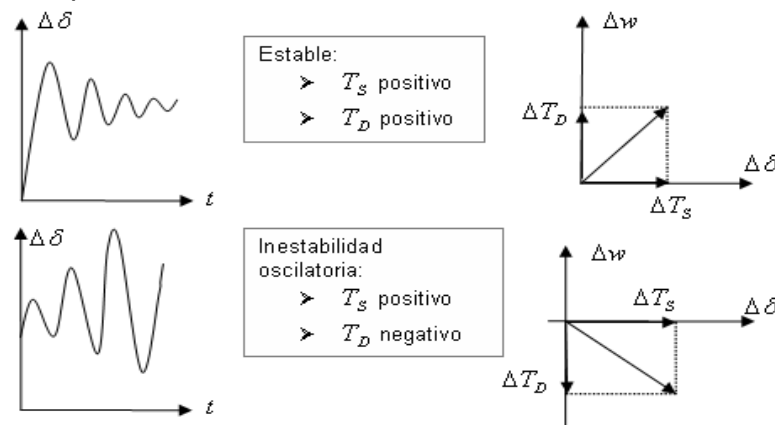 Δδ
t
Estable:
➤ T_S positivo
➤ T_D positivo
Δw
ΔT_D
Δδ
ΔT_S
Δδ
t
Inestabilidad
oscilatoria:
➤ T_S positivo
➤ T_D negativo
Δw
ΔT_S
Δδ
ΔT_D